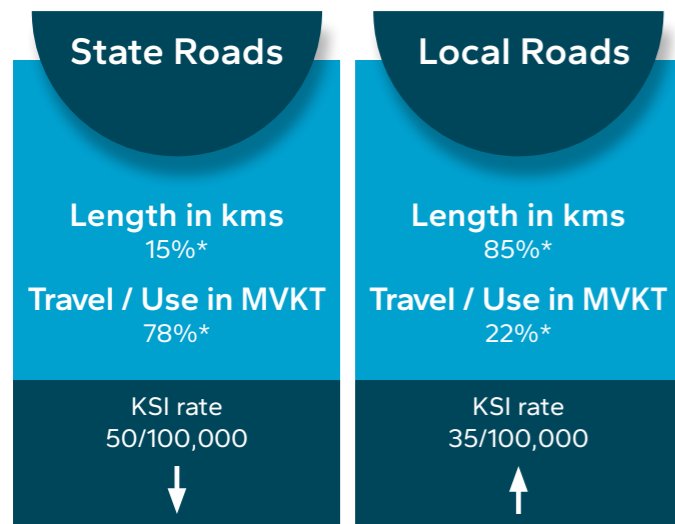 State Roads
Length in kms
15%*
Travel / Use in MVKT
78%*
KSI rate
50/100,000
Local Roads
Length in kms
85%*
Travel / Use in MVKT
22%*
KSI rate
35/100,000